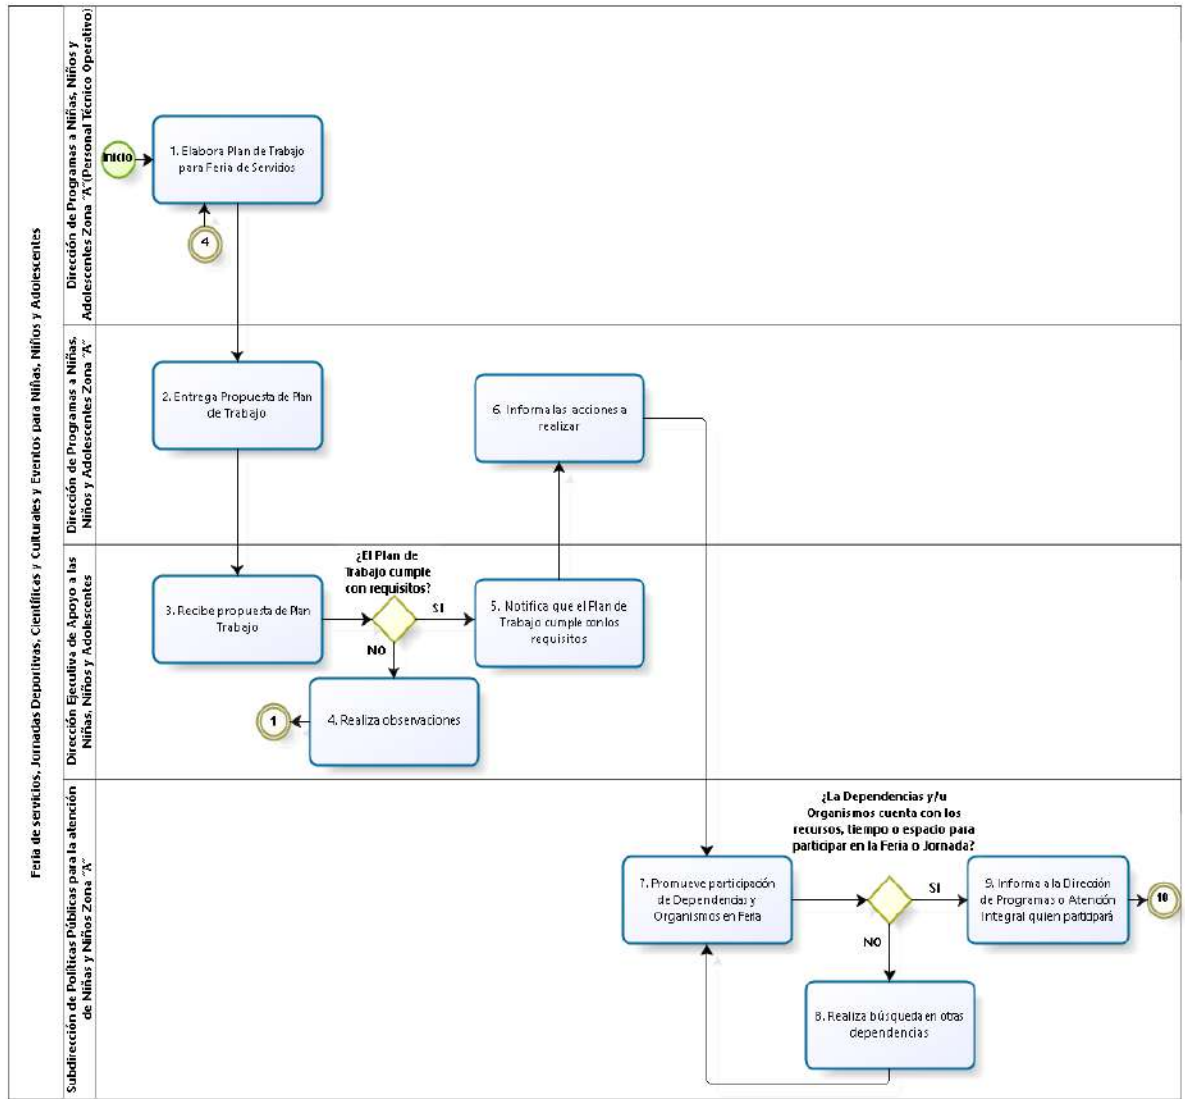 Feria de servicios, Jornadas Deportivas, Científicas y Culturales y Eventos para Niñas, Niños y Adolescentes
Dirección de Programas a Niñas, Niños y
Adolescentes Zona "A"(Personal Técnico Operativo)
Inicio
1. Elabora Plan de Trabajo
para Feria de Servicios
4
Dirección de Programas a Niñas,
Niños y Adolescentes Zona "A"
2. Entrega Propuesta de Plan
de Trabajo
6. Informa las acciones a
realizar
Dirección Ejecutiva de Apoyo a las
Niñas, Niños y Adolescentes
3. Recibe propuesta de Plan
Trabajo
¿El Plan de
Trabajo cumple
con requisitos?
SI
NO
5. Notifica que el Plan de
Trabajo cumple con los
requisitos
4. Realiza observaciones
1
Subdirección de Políticas Públicas para la atención
de Niñas y Niños Zona "A"
7. Promueve participación
de Dependencias y
Organismos en Feria
¿La Dependencias y/u
Organismos cuenta con los
recursos, tiempo o espacio para
participar en la Feria o Jornada?
SI
NO
9. Informa a la Dirección
de Programas o Atención
Integral quien participará
10
8. Realiza búsqueda en otras
dependencias